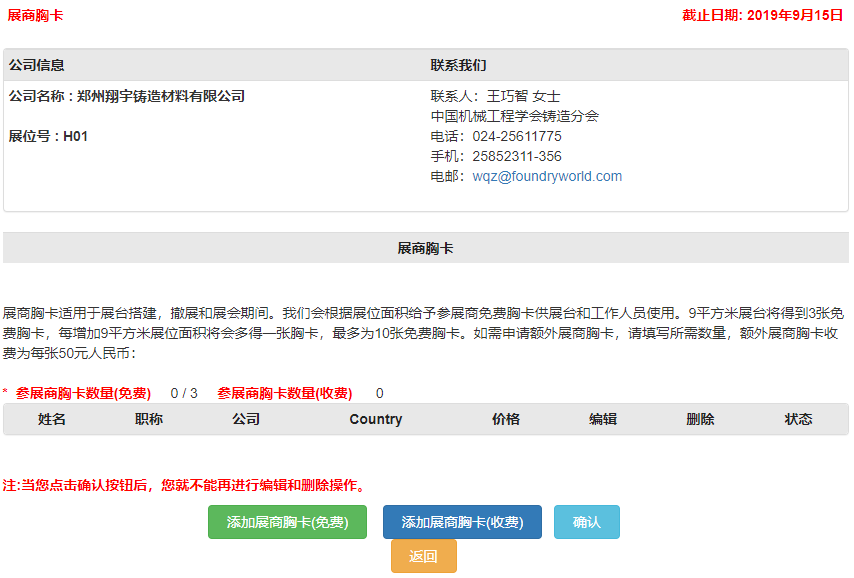 展商胸卡
截止日期: 2019年9月15日
公司信息
联系我们
公司名称 : 郑州翔宇铸造材料有限公司
展位号 : H01
联系人：王巧智 女士
中国机械工程学会铸造分会
电话：024-25611775
手机：25852311-356
电邮：wqz@foundryworld.com
展商胸卡
展商胸卡适用于展台搭建，撤展和展会期间。我们会根据展位面积给予参展商免费胸卡供展台和工作人员使用。9平方米展台将得到3张免
费胸卡，每增加9平方米展位面积将会多得一张胸卡，最多为10张免费胸卡。如需申请额外展商胸卡，请填写所需数量，额外展商胸卡收
费为每张50元人民币：
* 参展商胸卡数量(免费) 0 / 3 参展商胸卡数量(收费) 0
姓名 职称 公司 Country 价格 编辑 删除 状态
注:当您点击确认按钮后，您就不能再进行编辑和删除操作。
添加展商胸卡(免费) 添加展商胸卡(收费) 确认
返回